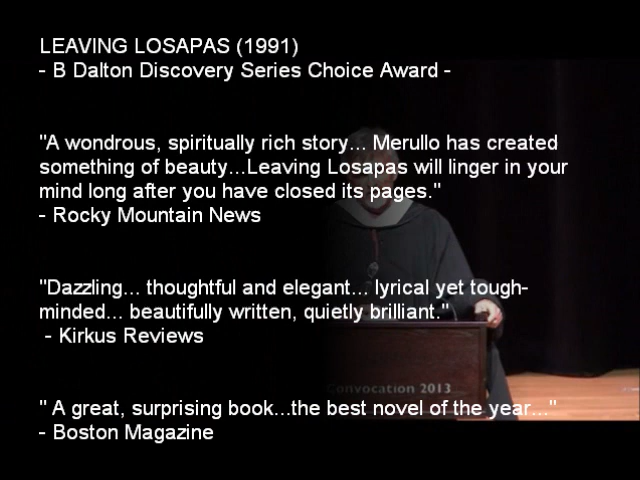 LEAVING LOSAPAS (1991)
- B Dalton Discovery Series Choice Award -
"A wondrous, spiritually rich story... Merullo has created
something of beauty...Leaving Losapas will linger in your
mind long after you have closed its pages."
- Rocky Mountain News
"Dazzling... thoughtful and elegant... lyrical yet tough-
minded... beautifully written, quietly brilliant."
- Kirkus Reviews
Convocation 2013
" A great, surprising book...the best novel of the year..."
- Boston Magazine